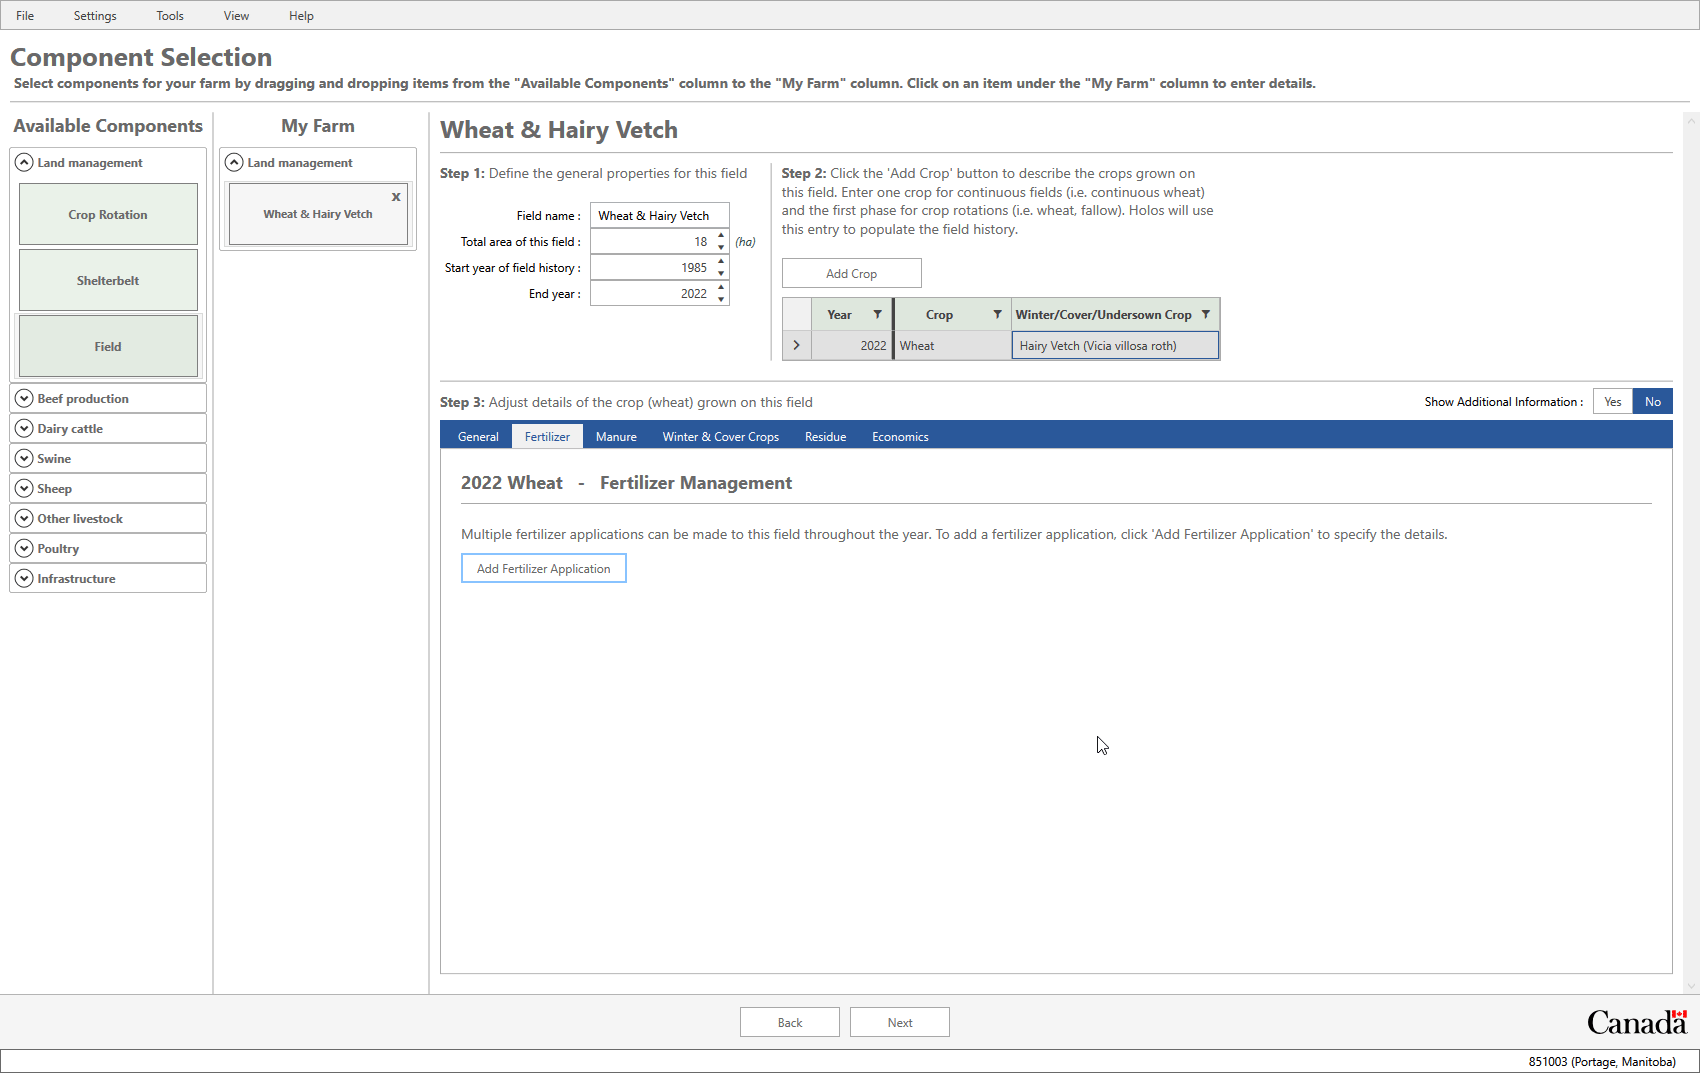 File Settings Tools View Help
Component Selection
Select components for your farm by dragging and dropping items from the "Available Components" column to the "My Farm" column. Click on an item under the "My Farm" column to enter details.
Available Components
Land management
Crop Rotation
Shelterbelt
Field
Beef production
Dairy cattle
Swine
Sheep
Other livestock
Poultry
Infrastructure
My Farm
Land management
x
Wheat & Hairy Vetch
Wheat & Hairy Vetch
Step 1: Define the general properties for this field
Field name : Wheat & Hairy Vetch
Total area of this field : 18 (ha)
Start year of field history : 1985
End year : 2022
Step 2: Click the 'Add Crop' button to describe the crops grown on
this field. Enter one crop for continuous fields (i.e. continuous wheat)
and the first phase for crop rotations (i.e. wheat, fallow). Holos will use
this entry to populate the field history.
Add Crop
Year Crop Winter/Cover/Undersown Crop
2022 Wheat Hairy Vetch (Vicia villosa roth)
Step 3: Adjust details of the crop (wheat) grown on this field
Show Additional Information : Yes No
General Fertilizer Manure Winter & Cover Crops Residue Economics
2022 Wheat - Fertilizer Management
Multiple fertilizer applications can be made to this field throughout the year. To add a fertilizer application, click 'Add Fertilizer Application' to specify the details.
Add Fertilizer Application
Back Next
Canada
851003 (Portage, Manitoba)